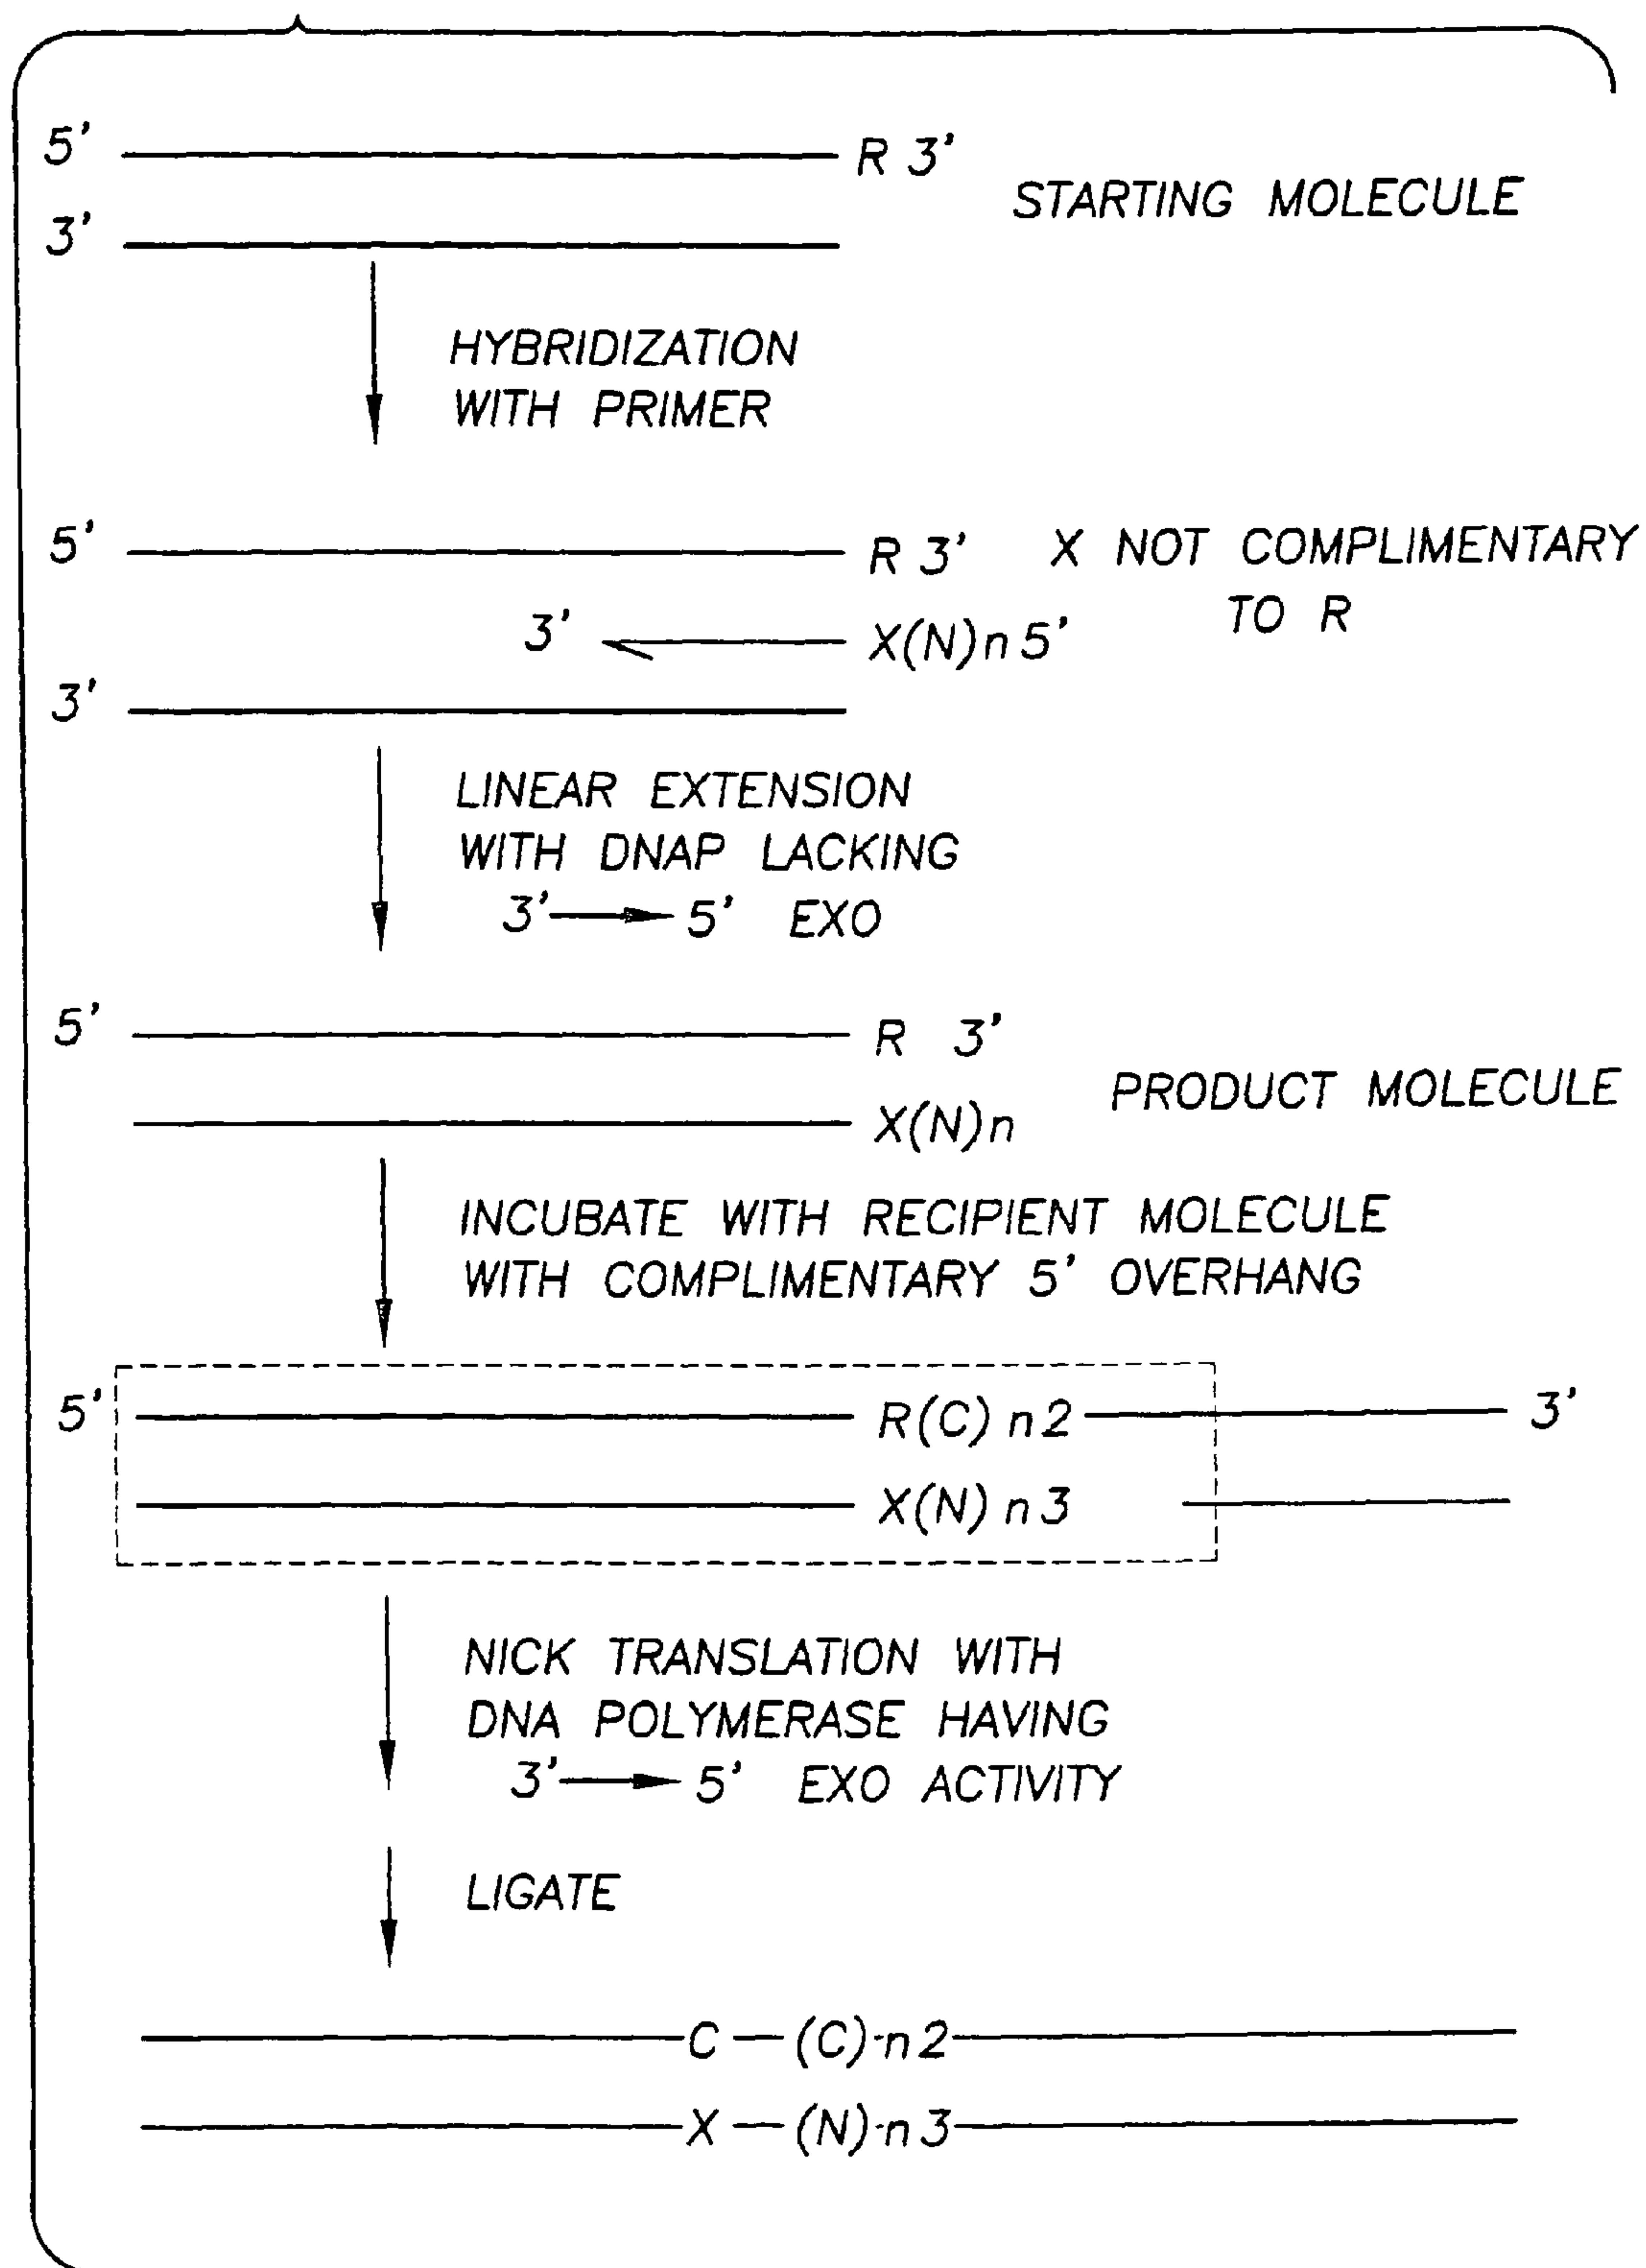 5' R 3'
STARTING MOLECULE
3'
HYBRIDIZATION
WITH PRIMER
5' R 3' X NOT COMPLIMENTARY
TO R
3' X(N)n 5'
3'
LINEAR EXTENSION
WITH DNAP LACKING
3' → 5' EXO
5' R 3'
PRODUCT MOLECULE
X(N)n
INCUBATE WITH RECIPIENT MOLECULE
WITH COMPLIMENTARY 5' OVERHANG
5' R(C) n2 3'
X(N) n3
NICK TRANSLATION WITH
DNA POLYMERASE HAVING
3' → 5' EXO ACTIVITY
LIGATE
C — (C)-n2
X — (N)-n3